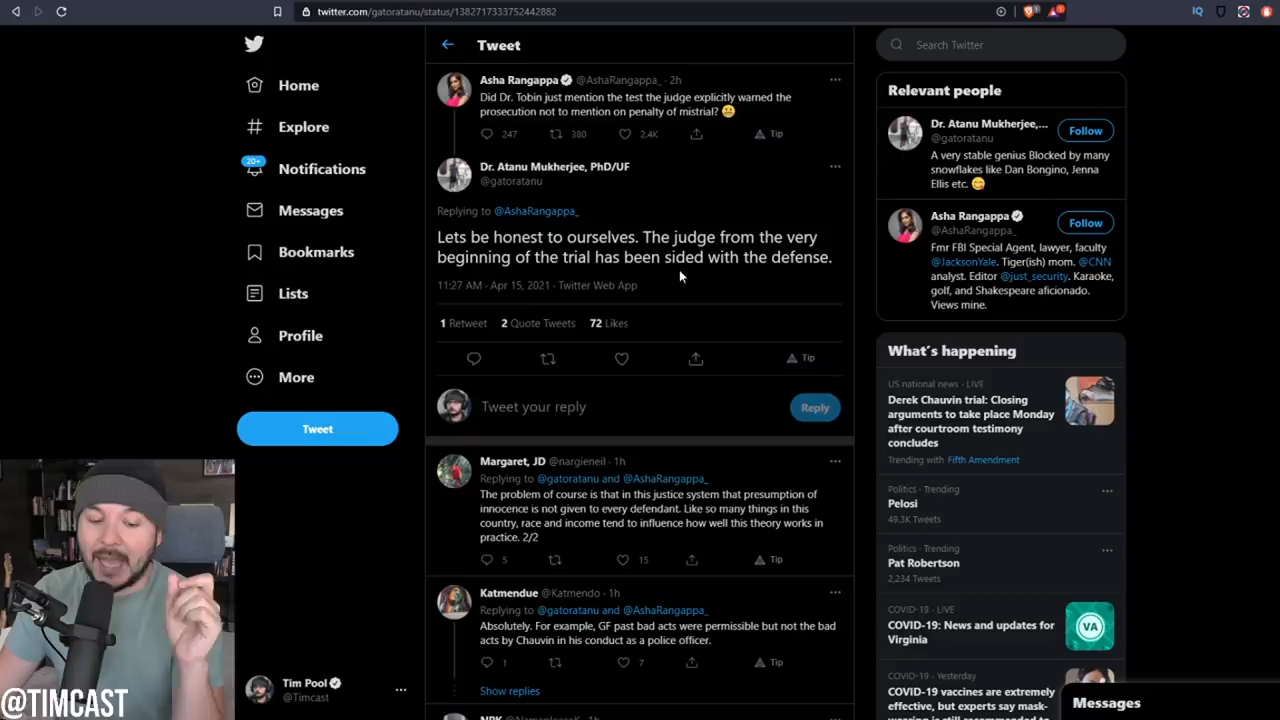 twitter.com/gatoratanu/status/1382717333752442882
Home
Explore
20+
Notifications
Messages
Bookmarks
Lists
Profile
More
Tweet
Tim Pool
@Timcast
@TIMCAST
Tweet
Asha Rangappa @AshaRangappa_ · 2h
Did Dr. Tobin just mention the test the judge explicitly warned the
prosecution not to mention on penalty of mistrial? 😬
247 380 2.4K Tip
Dr. Atanu Mukherjee, PhD/UF
@gatoratanu
Replying to @AshaRangappa_
Lets be honest to ourselves. The judge from the very
beginning of the trial has been sided with the defense.
11:27 AM · Apr 15, 2021 · Twitter Web App
1 Retweet 2 Quote Tweets 72 Likes
Tip
Tweet your reply
Reply
Margaret, JD @nargieneil · 1h
Replying to @gatoratanu and @AshaRangappa_
The problem of course is that in this justice system that presumption of
innocence is not given to every defendant. Like so many things in this
country, race and income tend to influence how well this theory works in
practice. 2/2
5 15 Tip
Katmendue @Katmendo · 1h
Replying to @gatoratanu and @AshaRangappa_
Absolutely. For example, GF past bad acts were permissible but not the bad
acts by Chauvin in his conduct as a police officer.
1 7 Tip
Show replies
Search Twitter
Relevant people
Dr. Atanu Mukherjee,...
@gatoratanu
Follow
A very stable genius Blocked by many
snowflakes like Dan Bongino, Jenna
Ellis etc. 😋
Asha Rangappa
@AshaRangappa_
Follow
Fmr FBI Special Agent, lawyer, faculty
@JacksonYale. Tiger(ish) mom. @CNN
analyst. Editor @just_security. Karaoke,
golf, and Shakespeare aficionado.
Views mine.
What's happening
US national news · LIVE
Derek Chauvin trial: Closing
arguments to take place Monday
after courtroom testimony
concludes
Trending with Fifth Amendment
Politics · Trending
Pelosi
49.3K Tweets
Politics · Trending
Pat Robertson
2,234 Tweets
COVID-19 · LIVE
COVID-19: News and updates for
Virginia
VA
COVID-19 · Yesterday
COVID-19 vaccines are extremely
effective, but experts say mask-
Messages